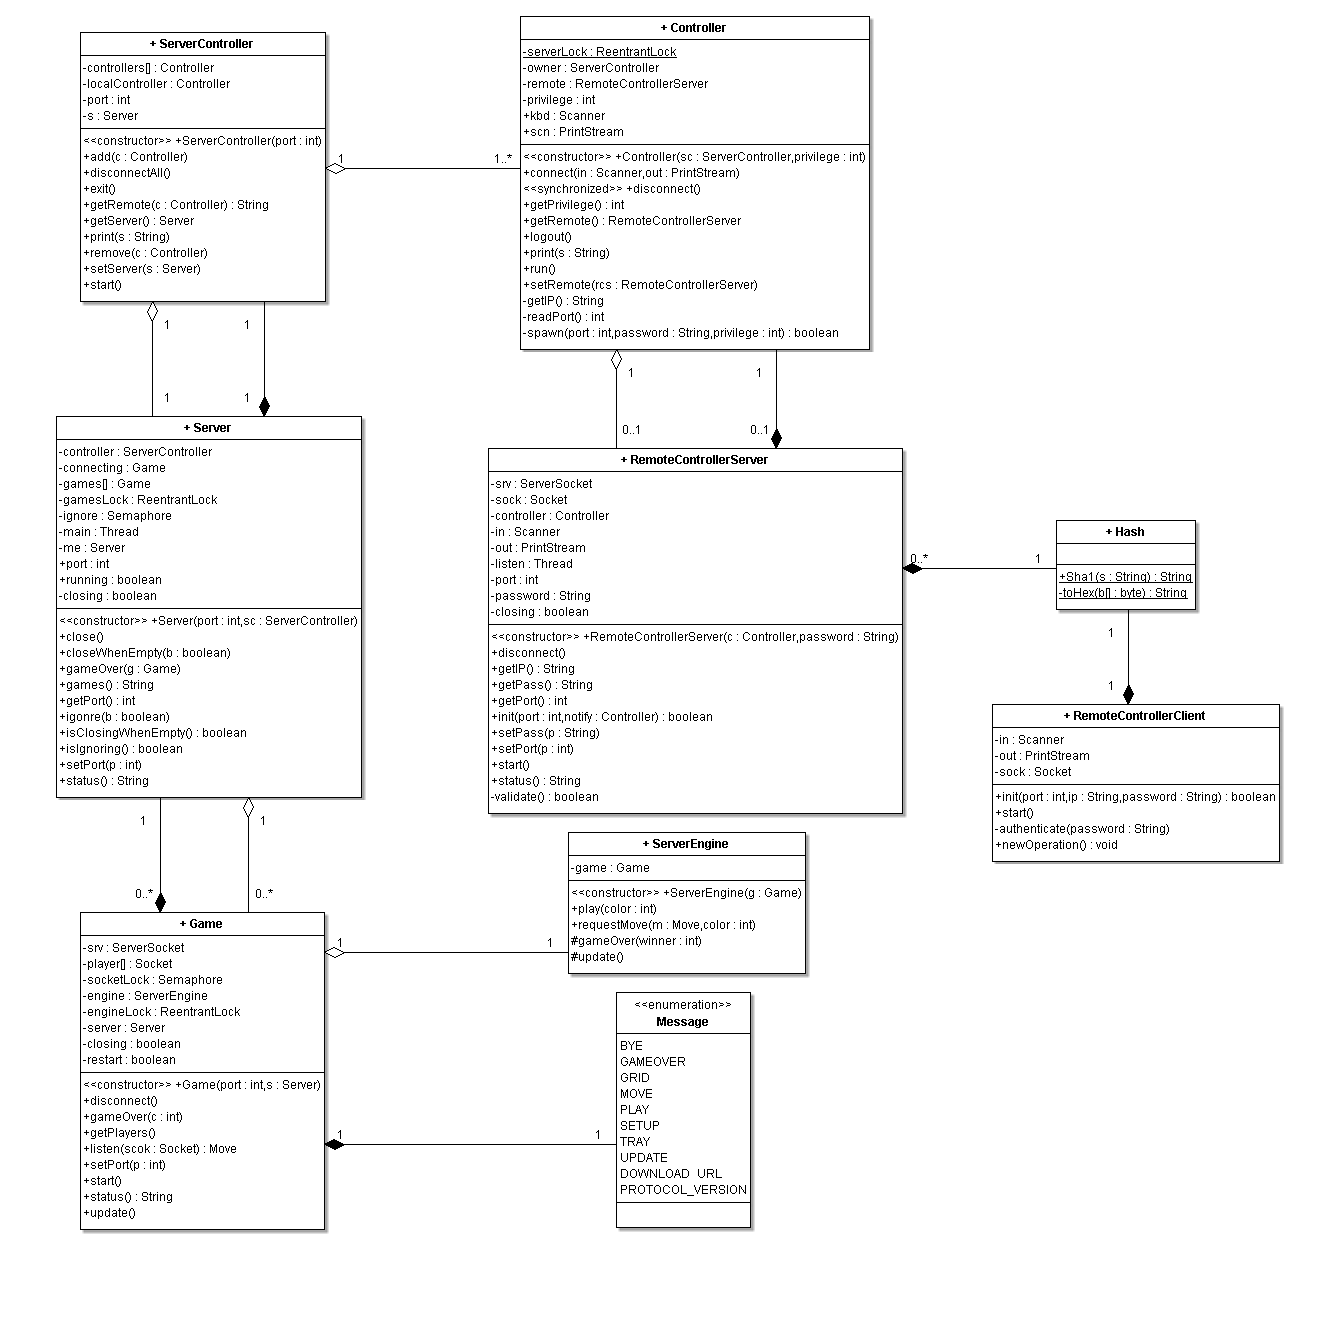 + ServerController
-controllers[] : Controller
-localController : Controller
-port : int
-s : Server
<<constructor>> +ServerController(port : int)
+add(c : Controller)
+disconnectAll()
+exit()
+getRemote(c : Controller) : String
+getServer() : Server
+print(s : String)
+remove(c : Controller)
+setServer(s : Server)
+start()
1
1..*
+ Controller
-serverLock : ReentrantLock
-owner : ServerController
-remote : RemoteControllerServer
-privilege : int
+kbd : Scanner
+scn : PrintStream
<<constructor>> +Controller(sc : ServerController,privilege : int)
+connect(in : Scanner,out : PrintStream)
<<synchronized>> +disconnect()
+getPrivilege() : int
+getRemote() : RemoteControllerServer
+logout()
+print(s : String)
+run()
+setRemote(rcs : RemoteControllerServer)
-getIP() : String
-readPort() : int
-spawn(port : int,password : String,privilege : int) : boolean
1
1
1
1
1
1
0..1
0..1
+ Server
-controller : ServerController
-connecting : Game
-games[] : Game
-gamesLock : ReentrantLock
-ignore : Semaphore
-main : Thread
-me : Server
+port : int
+running : boolean
-closing : boolean
<<constructor>> +Server(port : int,sc : ServerController)
+close()
+closeWhenEmpty(b : boolean)
+gameOver(g : Game)
+games() : String
+getPort() : int
+igonre(b : boolean)
+isClosingWhenEmpty() : boolean
+isIgnoring() : boolean
+setPort(p : int)
+status() : String
+ RemoteControllerServer
-srv : ServerSocket
-sock : Socket
-controller : Controller
-in : Scanner
-out : PrintStream
-listen : Thread
-port : int
-password : String
-closing : boolean
<<constructor>> +RemoteControllerServer(c : Controller,password : String)
+disconnect()
+getIP() : String
+getPass() : String
+getPort() : int
+init(port : int,notify : Controller) : boolean
+setPass(p : String)
+setPort(p : int)
+start()
+status() : String
-validate() : boolean
0..*
1
+ Hash
+Sha1(s : String) : String
-toHex(b[] : byte) : String
1
1
+ RemoteControllerClient
-in : Scanner
-out : PrintStream
-sock : Socket
+init(port : int,ip : String,password : String) : boolean
+start()
-authenticate(password : String)
+newOperation() : void
1
1
0..*
0..*
+ ServerEngine
-game : Game
<<constructor>> +ServerEngine(g : Game)
+play(color : int)
+requestMove(m : Move,color : int)
#gameOver(winner : int)
#update()
+ Game
-srv : ServerSocket
-player[] : Socket
-socketLock : Semaphore
-engine : ServerEngine
-engineLock : ReentrantLock
-server : Server
-closing : boolean
-restart : boolean
<<constructor>> +Game(port : int,s : Server)
+disconnect()
+gameOver(c : int)
+getPlayers()
+listen(scok : Socket) : Move
+setPort(p : int)
+start()
+status() : String
+update()
1
1
1
1
<<enumeration>>
Message
BYE
GAMEOVER
GRID
MOVE
PLAY
SETUP
TRAY
UPDATE
DOWNLOAD_URL
PROTOCOL_VERSION